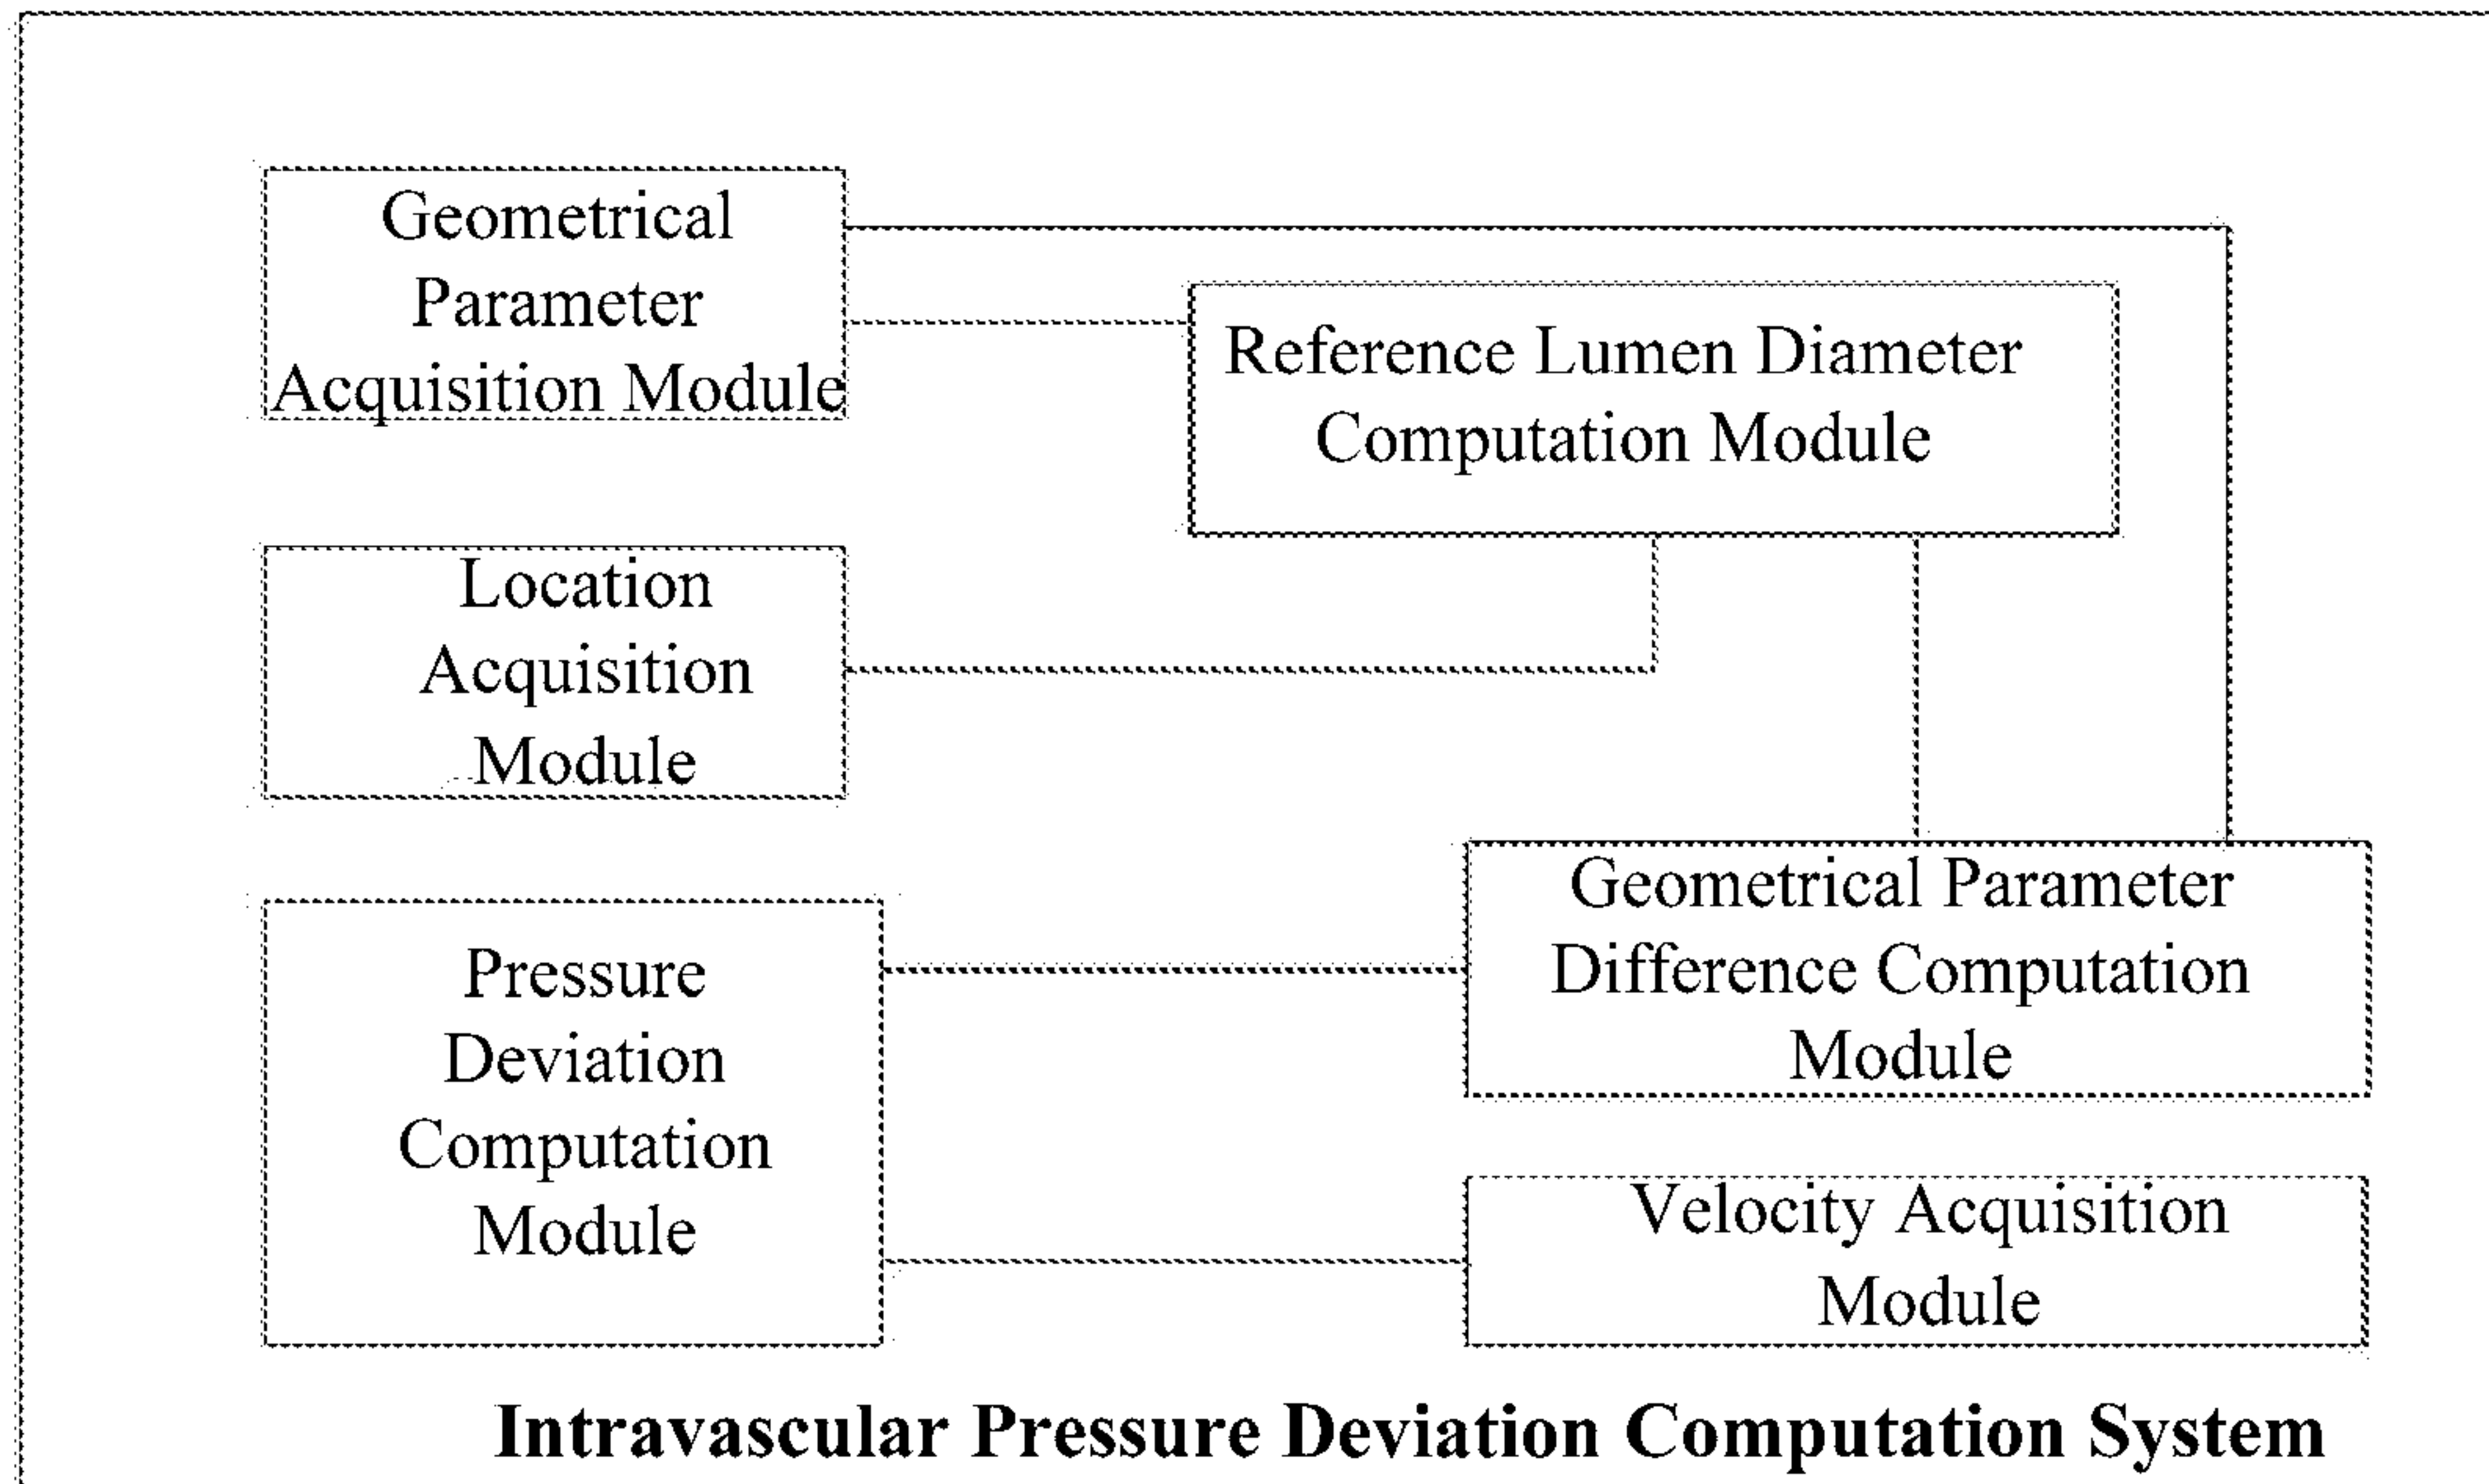 Geometrical
Parameter
Acquisition Module
Reference Lumen Diameter
Computation Module
Location
Acquisition
Module
Geometrical Parameter
Difference Computation
Module
Pressure
Deviation
Computation
Module
Velocity Acquisition
Module
Intravascular Pressure Deviation Computation System